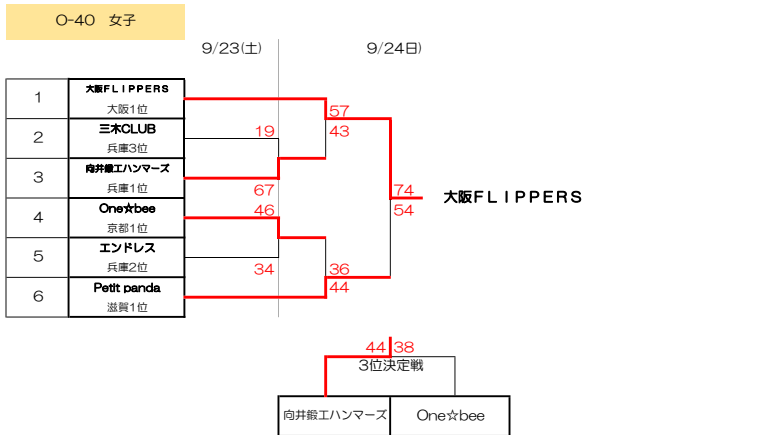 O-40 女子
9/23(土)
9/24日)
1
大阪ＦＬＩＰＰＥＲＳ
大阪1位
57
2
三木CLUB
兵庫3位
19
43
3
向井鍛工ハンマーズ
兵庫1位
67
74
大阪ＦＬＩＰＰＥＲＳ
4
One☆bee
京都1位
46
54
5
エンドレス
兵庫2位
34
36
6
Petit panda
滋賀1位
44
44
38
3位決定戦
向井鍛工ハンマーズ
One☆bee